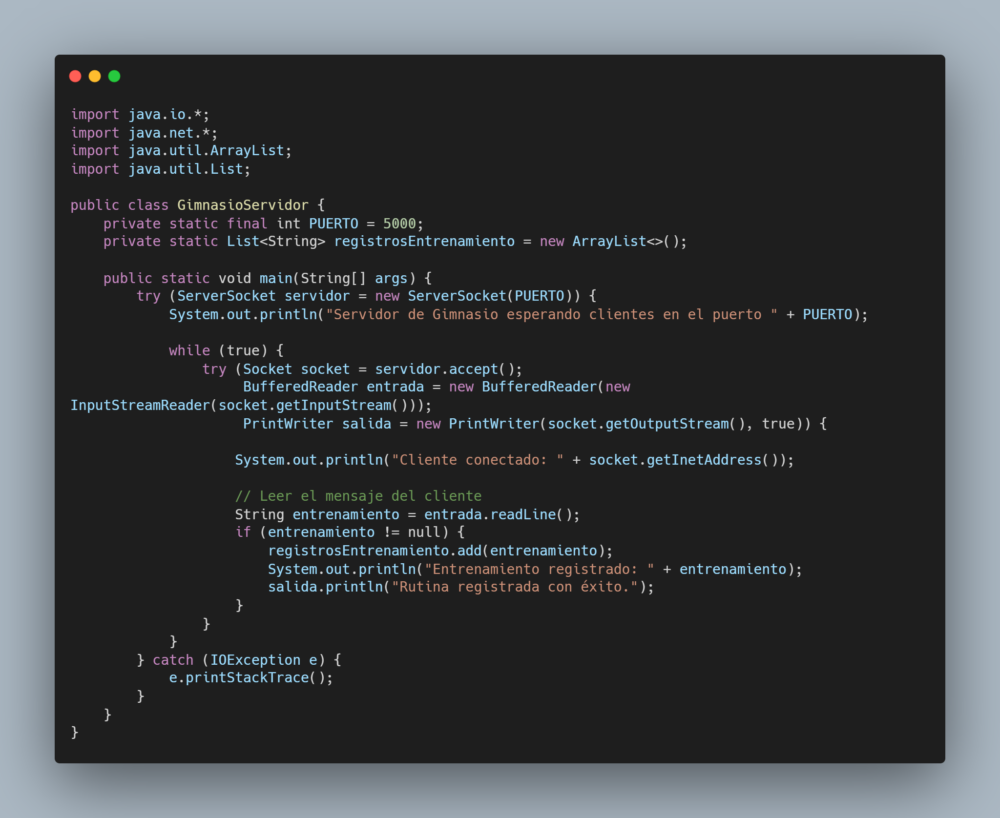 import java.io.*;
import java.net.*;
import java.util.ArrayList;
import java.util.List;

public class GimnasioServidor {
    private static final int PUERTO = 5000;
    private static List<String> registrosEntrenamiento = new ArrayList<>();

    public static void main(String[] args) {
        try (ServerSocket servidor = new ServerSocket(PUERTO)) {
            System.out.println("Servidor de Gimnasio esperando clientes en el puerto " + PUERTO);

            while (true) {
                try (Socket socket = servidor.accept();
                     BufferedReader entrada = new BufferedReader(new
InputStreamReader(socket.getInputStream()));
                     PrintWriter salida = new PrintWriter(socket.getOutputStream(), true)) {

                    System.out.println("Cliente conectado: " + socket.getInetAddress());

                    // Leer el mensaje del cliente
                    String entrenamiento = entrada.readLine();
                    if (entrenamiento != null) {
                        registrosEntrenamiento.add(entrenamiento);
                        System.out.println("Entrenamiento registrado: " + entrenamiento);
                        salida.println("Rutina registrada con éxito.");
                    }
                }
            }
        } catch (IOException e) {
            e.printStackTrace();
        }
    }
}